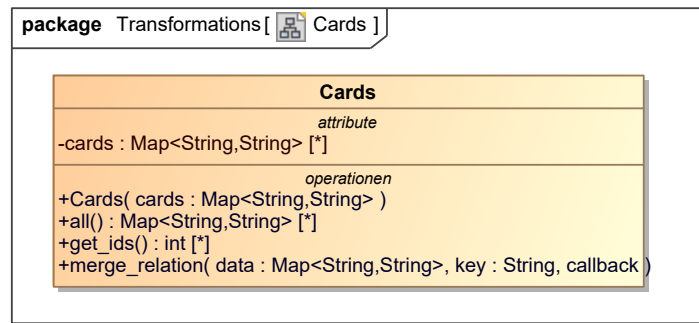 package Transformations [ Cards ]
Cards
attribute
-cards : Map<String,String> [*]
operationen
+Cards( cards : Map<String,String> )
+all() : Map<String,String> [*]
+get_ids() : int [*]
+merge_relation( data : Map<String,String>, key : String, callback )